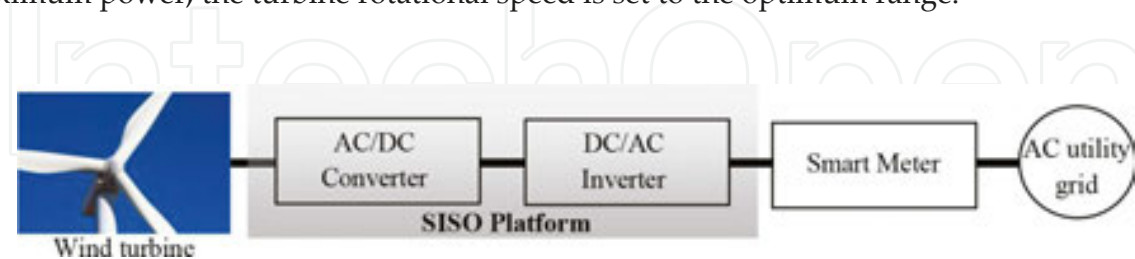 power, the turbine rotational speed is set to the optimum range.
IntechOpen
AC/DC
Converter
DC/AC
Inverter
SISO Platform
Smart Meter
AC utility
grid
Wind turbine